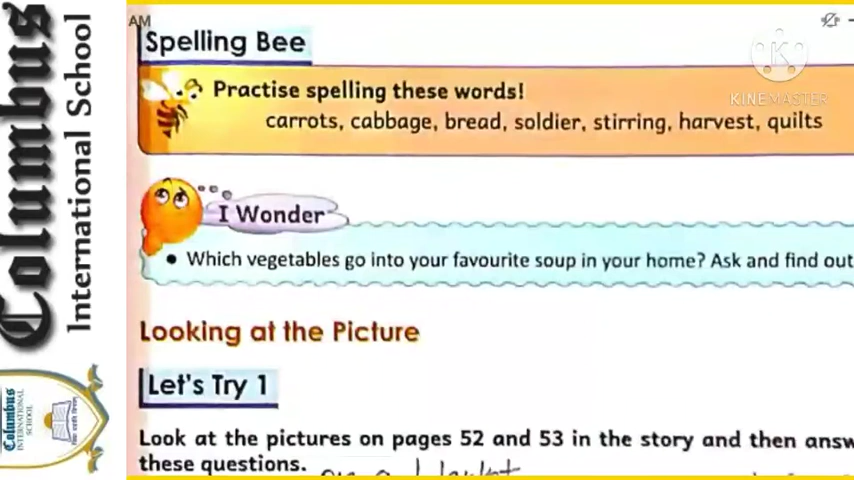 Columbus
International School
AM
Spelling Bee
Practise spelling these words!
carrots, cabbage, bread, soldier, stirring, harvest, quilts
KINEMASTER
I Wonder
• Which vegetables go into your favourite soup in your home? Ask and find out
Looking at the Picture
Let's Try 1
Look at the pictures on pages 52 and 53 in the story and then answ
these questions.
Columbus
INTERNATIONAL
SCHOOL